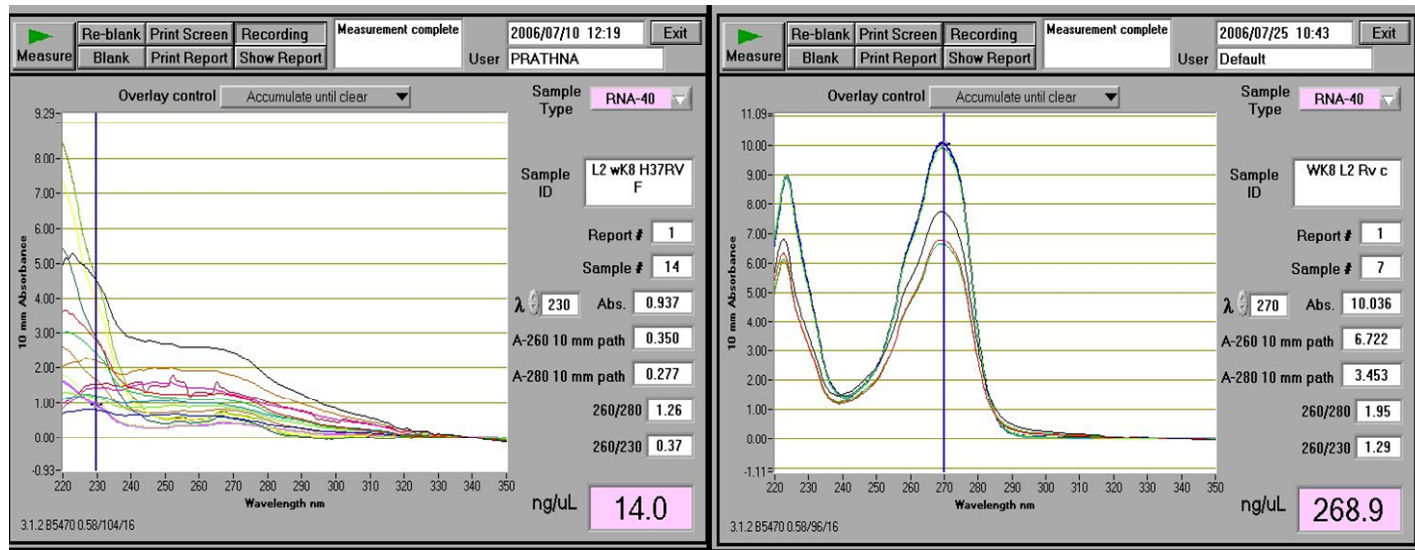 Measure
Re-blank Print Screen Recording
Blank Print Report Show Report
Measurement complete
2006/07/10 12:19 Exit
User PRATHNA
Overlay control Accumulate until clear
Sample Type RNA-40
Sample ID L2 wK8 H37RV F
Report # 1
Sample # 14
λ 230 Abs. 0.937
A-260 10 mm path 0.350
A-280 10 mm path 0.277
260/280 1.26
260/230 0.37
ng/uL 14.0
10 mm Absorbance
9.29
8.00
7.00
6.00
5.00
4.00
3.00
2.00
1.00
0.00
-0.93
220 230 240 250 260 270 280 290 300 310 320 330 340 350
Wavelength nm
3.1.2 B5470 0.58/104/16
Measure
Re-blank Print Screen Recording
Blank Print Report Show Report
Measurement complete
2006/07/25 10:43 Exit
User Default
Overlay control Accumulate until clear
Sample Type RNA-40
Sample ID WK8 L2 Rv c
Report # 1
Sample # 7
λ 270 Abs. 10.036
A-260 10 mm path 6.722
A-280 10 mm path 3.453
260/280 1.95
260/230 1.29
ng/uL 268.9
10 mm Absorbance
11.09
10.00
9.00
8.00
7.00
6.00
5.00
4.00
3.00
2.00
1.00
0.00
-1.11
220 230 240 250 260 270 280 290 300 310 320 330 340 350
Wavelength nm
3.1.2 B5470 0.58/96/16